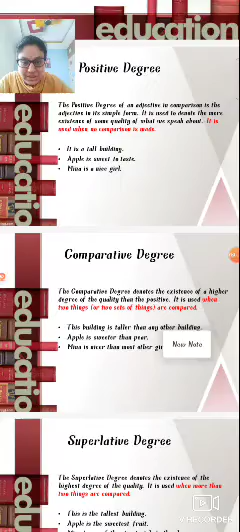 education
Positive Degree
The Positive Degree of an adjective in comparison is the
adjective in its simple form. It is used to denote the mere
existence of some quality of what we speak about. It is
used when no comparison is made.
• It is a tall building.
• Apple is sweet to taste.
• Mina is a nice girl.
education
Comparative Degree
The Comparative Degree denotes the existence of a higher
degree of the quality than the positive. It is used when
two things (or two sets of things) are compared.
• This building is taller than any other building.
• Apple is sweeter than pear.
• Mina is nicer than most other
New Note
education
Superlative Degree
The Superlative Degree denotes the existence of the
highest degree of the quality. It is used when more than
two things are compared.
• This is the tallest building.
• Apple is the sweetest fruit.